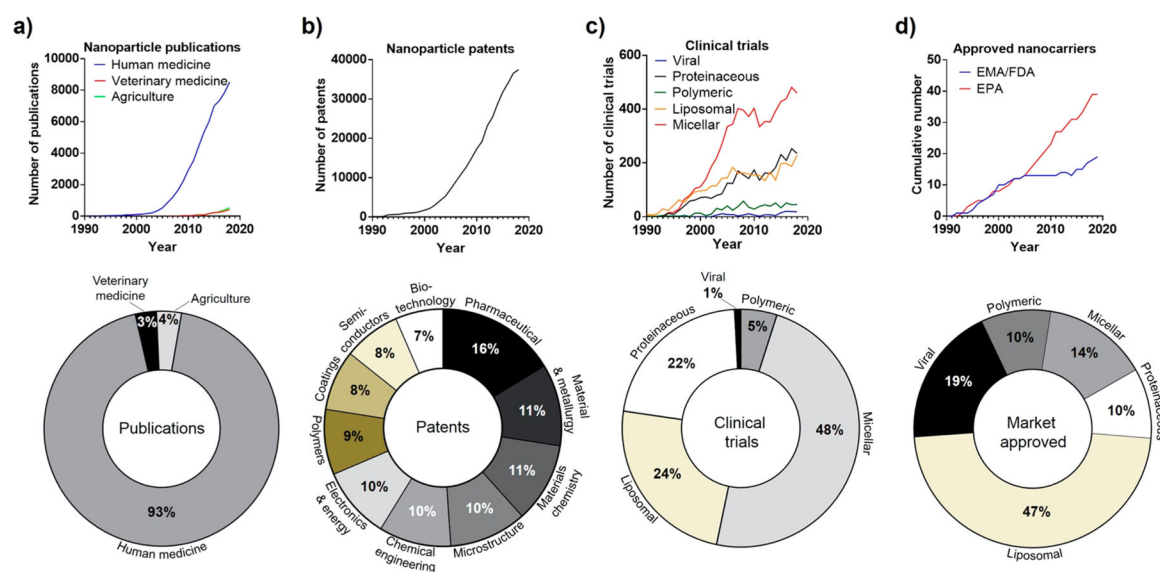 a)
Nanoparticle publications
Number of publications
10000
8000
6000
4000
2000
0
Human medicine
Veterinary medicine
Agriculture
1990
2000
2010
2020
Year
b)
Nanoparticle patents
Number of patents
40000
30000
20000
10000
0
1990
2000
2010
2020
Year
c)
Clinical trials
Number of clinical trials
600
400
200
0
Viral
Proteinaceous
Polymeric
Liposomal
Micellar
1990
2000
2010
2020
Year
d)
Approved nanocarriers
Cumulative number
50
40
30
20
10
0
EMA/FDA
EPA
1990
2000
2010
2020
Year
Veterinary
medicine
3%
Agriculture
4%
Publications
93%
Human medicine
Bio-
technology
7%
Pharmaceutical
16%
Material
& metallurgy
11%
Materials
chemistry
11%
Microstructure
10%
Chemical
engineering
10%
Electronics
& energy
10%
Polymers
9%
Coatings
8%
Semi-
conductors
8%
Patents
Viral
1%
Polymeric
5%
Micellar
48%
Liposomal
24%
Proteinaceous
22%
Clinical
trials
Polymeric
10%
Micellar
14%
Proteinaceous
10%
Liposomal
47%
Viral
19%
Market
approved